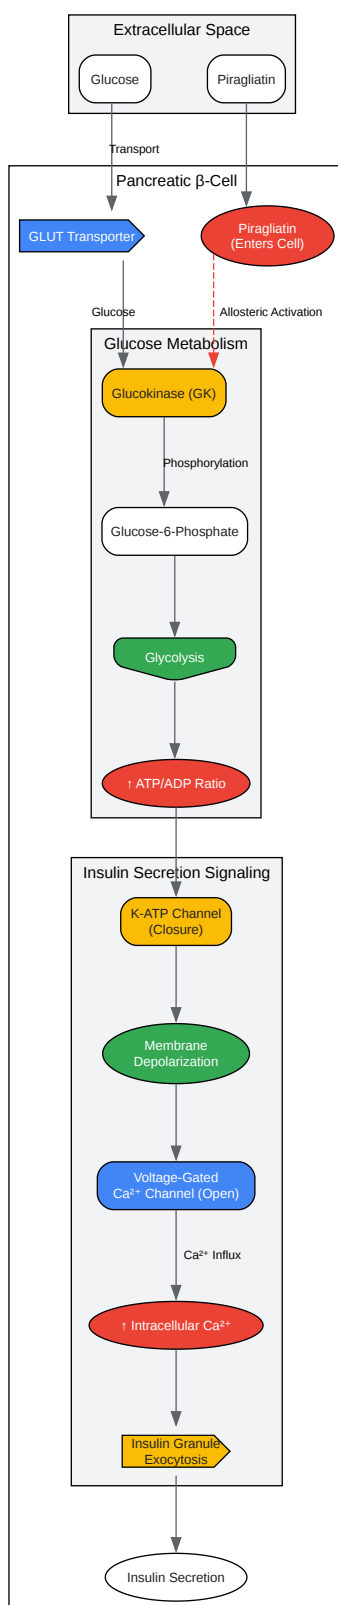 Extracellular Space
Glucose
Piragliatin
Transport
Pancreatic β-Cell
GLUT Transporter
Piragliatin
(Enters Cell)
Glucose
Allosteric Activation
Glucose Metabolism
Glucokinase (GK)
Phosphorylation
Glucose-6-Phosphate
Glycolysis
↑ ATP/ADP Ratio
Insulin Secretion Signaling
K-ATP Channel
(Closure)
Membrane
Depolarization
Voltage-Gated
Ca²⁺ Channel (Open)
Ca²⁺ Influx
↑ Intracellular Ca²⁺
Insulin Granule
Exocytosis
Insulin Secretion